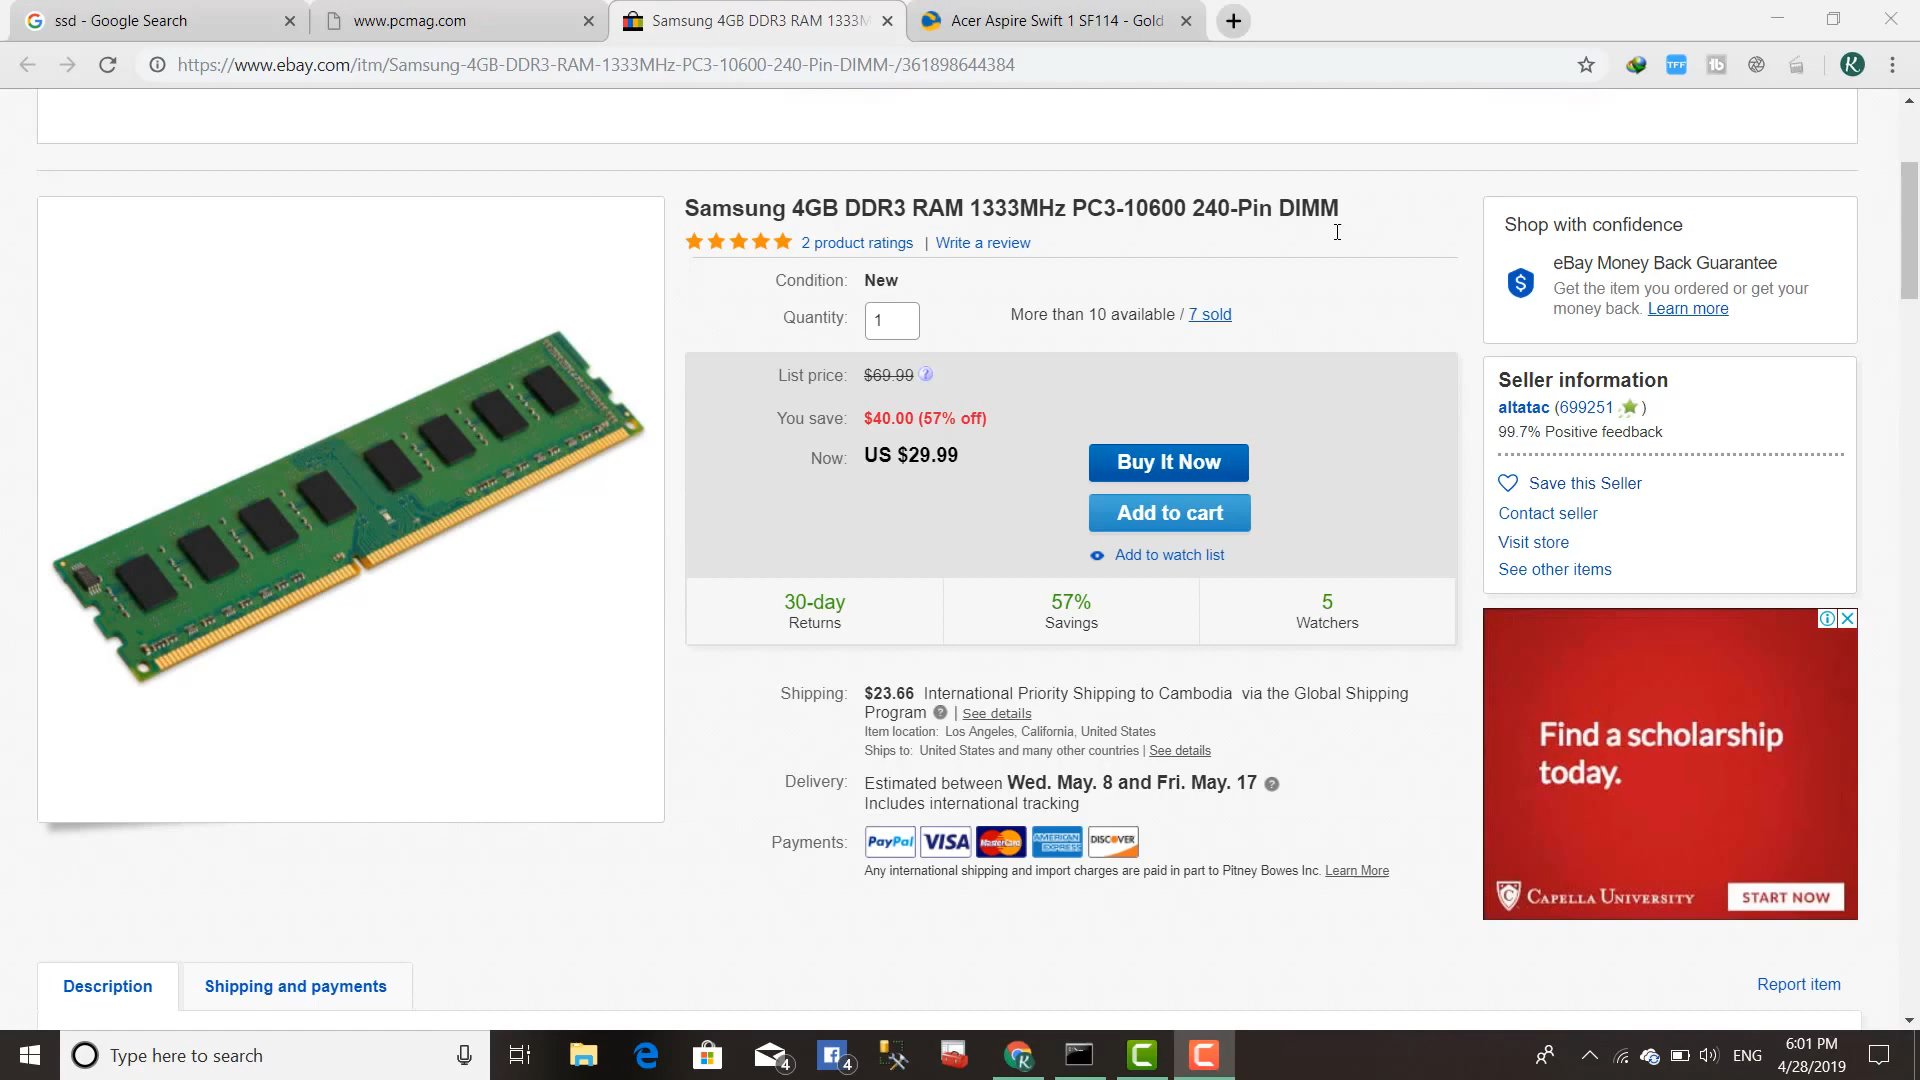 ssd - Google Search
www.pcmag.com
Samsung 4GB DDR3 RAM 1333M
Acer Aspire Swift 1 SF114 - Gold
https://www.ebay.com/itm/Samsung-4GB-DDR3-RAM-1333MHz-PC3-10600-240-Pin-DIMM-/361898644384
TFF
tb
K
Samsung 4GB DDR3 RAM 1333MHz PC3-10600 240-Pin DIMM
2 product ratings | Write a review
Condition: New
Quantity: 1 More than 10 available / 7 sold
List price: $69.99
You save: $40.00 (57% off)
Now: US $29.99
Buy It Now
Add to cart
Add to watch list
30-day
Returns
57%
Savings
5
Watchers
Shipping: $23.66 International Priority Shipping to Cambodia via the Global Shipping
Program | See details
Item location: Los Angeles, California, United States
Ships to: United States and many other countries | See details
Delivery: Estimated between Wed. May. 8 and Fri. May. 17
Includes international tracking
Payments: PayPal VISA MasterCard AMERICAN EXPRESS DISCOVER
Any international shipping and import charges are paid in part to Pitney Bowes Inc. Learn More
Shop with confidence
eBay Money Back Guarantee
Get the item you ordered or get your
money back. Learn more
Seller information
altatac (699251 )
99.7% Positive feedback
Save this Seller
Contact seller
Visit store
See other items
Find a scholarship
today.
CAPELLA UNIVERSITY
START NOW
Description
Shipping and payments
Report item
Type here to search
4
4
K
ENG
6:01 PM
4/28/2019